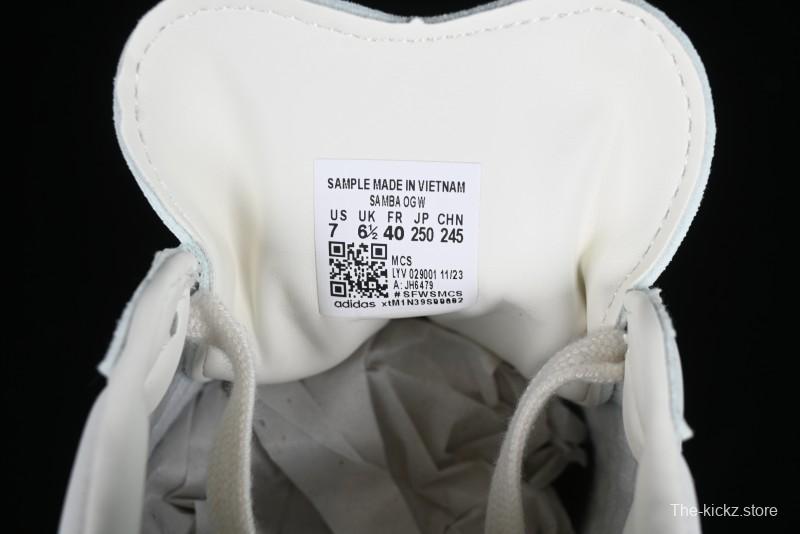 SAMPLE MADE IN VIETNAM
SAMBA OG W
US UK FR JP CHN
7 6½ 40 250 245
MCS
LYV 029001 11/23
A: JH6479
#SFWSMCS
adidas
The-kickz.store